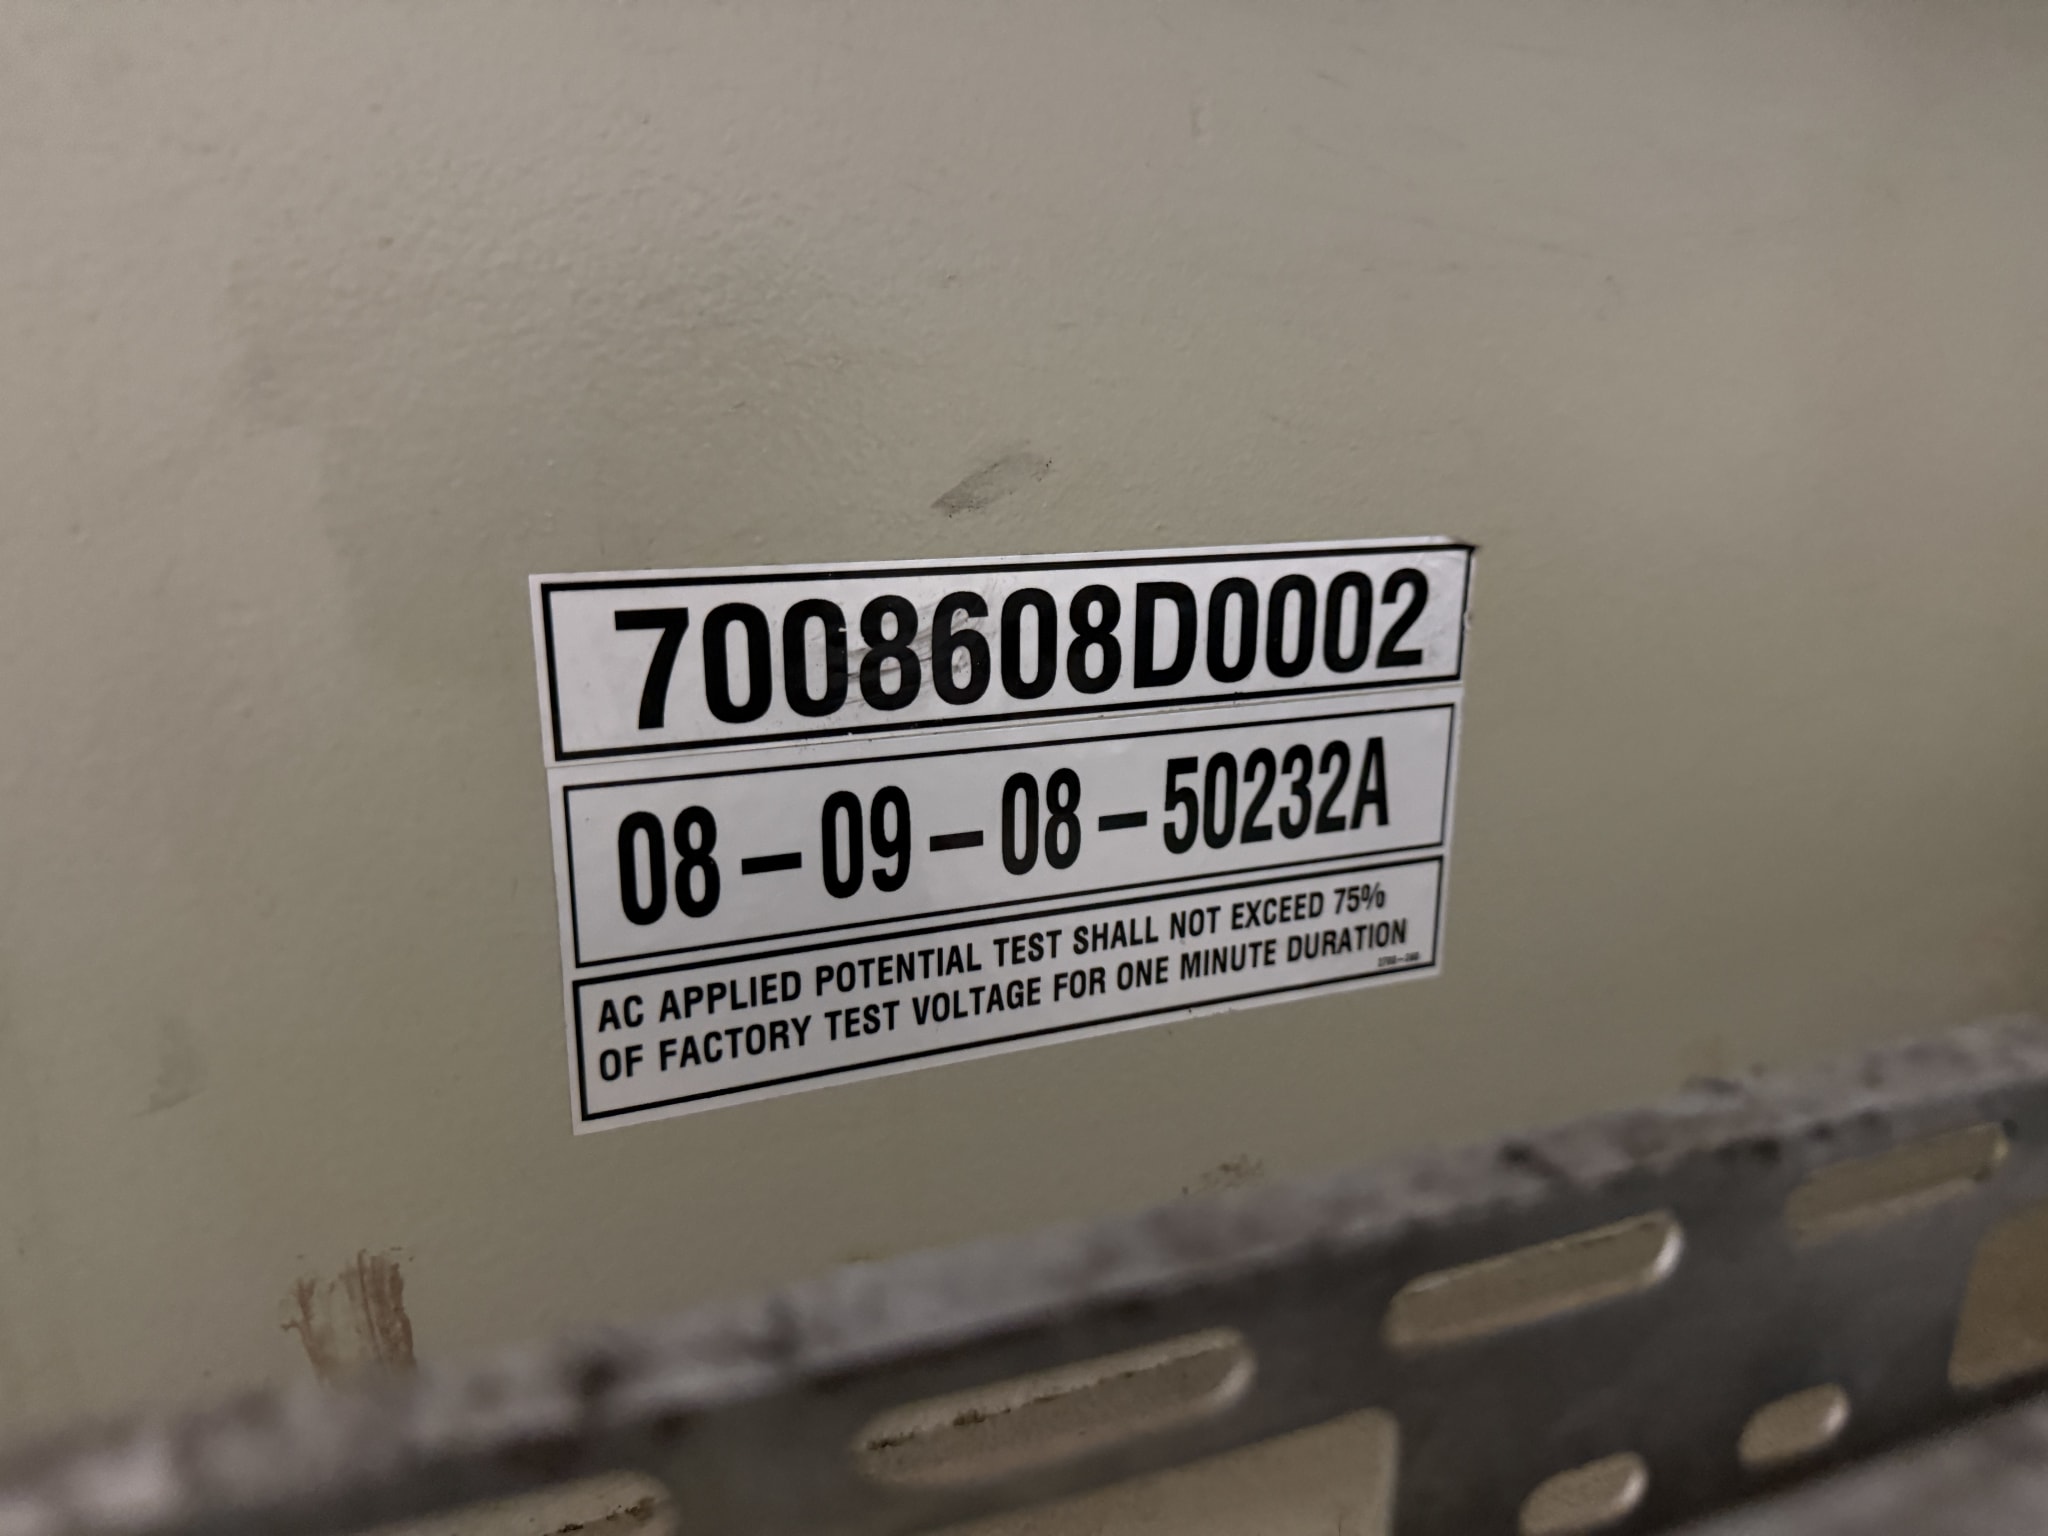 7008608D0002
08-09-08-50232A
AC APPLIED POTENTIAL TEST SHALL NOT EXCEED 75%
OF FACTORY TEST VOLTAGE FOR ONE MINUTE DURATION